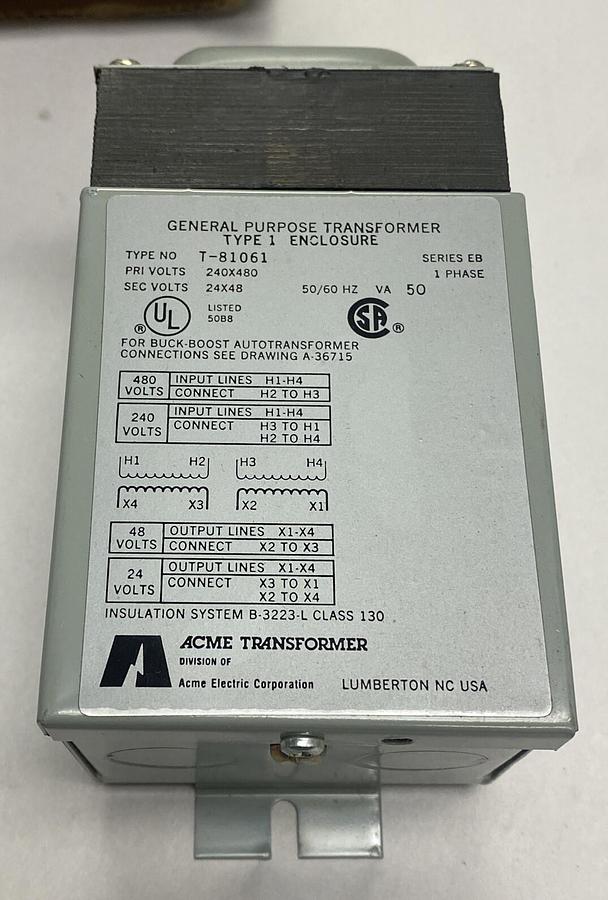 GENERAL PURPOSE TRANSFORMER
TYPE 1 ENCLOSURE
TYPE NO T-81061 SERIES EB
PRI VOLTS 240X480 1 PHASE
SEC VOLTS 24X48 50/60 HZ VA 50
UL ® LISTED 50B8 SA ®
FOR BUCK-BOOST AUTOTRANSFORMER
CONNECTIONS SEE DRAWING A-36715
480 VOLTS INPUT LINES H1-H4
CONNECT H2 TO H3
240 VOLTS INPUT LINES H1-H4
CONNECT H3 TO H1
H2 TO H4
H1 H2 H3 H4
X4 X3 X2 X1
48 VOLTS OUTPUT LINES X1-X4
CONNECT X2 TO X3
24 VOLTS OUTPUT LINES X1-X4
CONNECT X3 TO X1
X2 TO X4
INSULATION SYSTEM B-3223-L CLASS 130
ACME TRANSFORMER
DIVISION OF
Acme Electric Corporation LUMBERTON NC USA